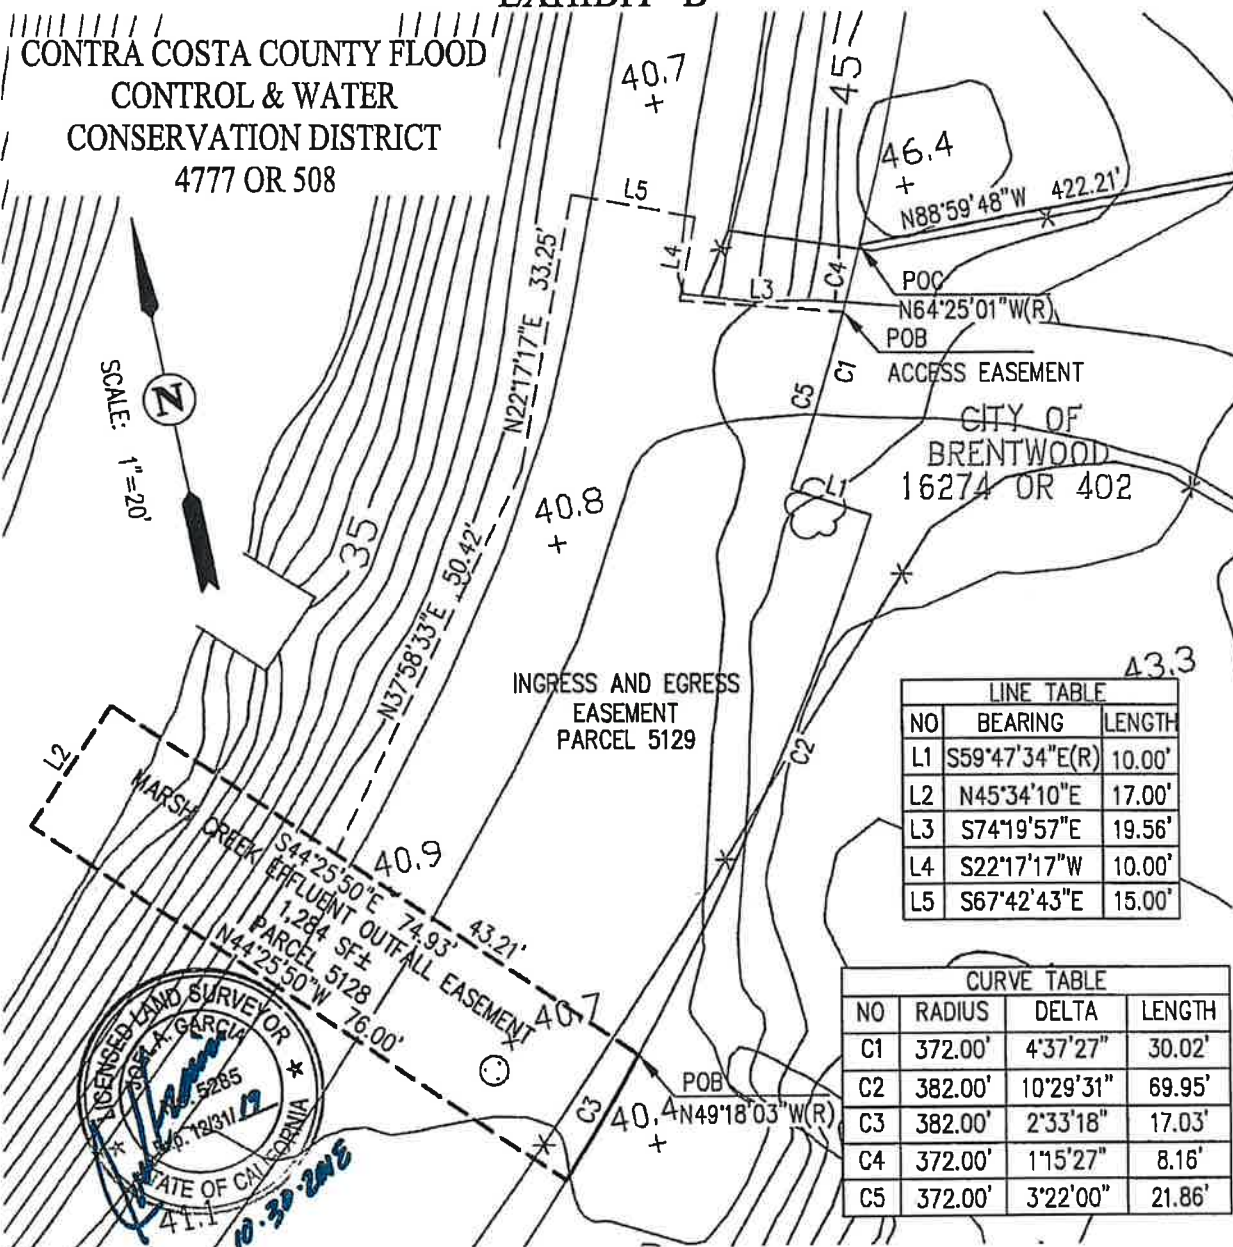 CONTRA COSTA COUNTY FLOOD
CONTROL & WATER
CONSERVATION DISTRICT
4777 OR 508
40.7
45
46.4
N88°59'48"W 422.21'
L5
L4
L3
C4
POC
N64°25'01"W(R)
POB
ACCESS EASEMENT
C1
C5
CITY OF
BRENTWOOD
16274 OR 402
L1
N22°17'17"E 33.25'
N
SCALE: 1"=20'
35
40.8
N37°58'33"E 50.42'
INGRESS AND EGRESS
EASEMENT
PARCEL 5129
C2
43.3
L2
MARSH CREEK EFFLUENT OUTFALL EASEMENT
S44°25'50"E 74.93'
1,284 SF±
PARCEL 5128
N44°25'50"W 76.00'
40.9
43.21'
40.7
POB
N49°18'03"W(R)
C3
40.4
41.1
LINE TABLE
NO BEARING LENGTH
L1 S59°47'34"E(R) 10.00'
L2 N45°34'10"E 17.00'
L3 S74°19'57"E 19.56'
L4 S22°17'17"W 10.00'
L5 S67°42'43"E 15.00'
CURVE TABLE
NO RADIUS DELTA LENGTH
C1 372.00' 4°37'27" 30.02'
C2 382.00' 10°29'31" 69.95'
C3 382.00' 2°33'18" 17.03'
C4 372.00' 1°15'27" 8.16'
C5 372.00' 3°22'00" 21.86'
LICENSED LAND SURVEYOR
JOEL A. GARCIA
5285
Exp. 12/31/19
STATE OF CALIFORNIA